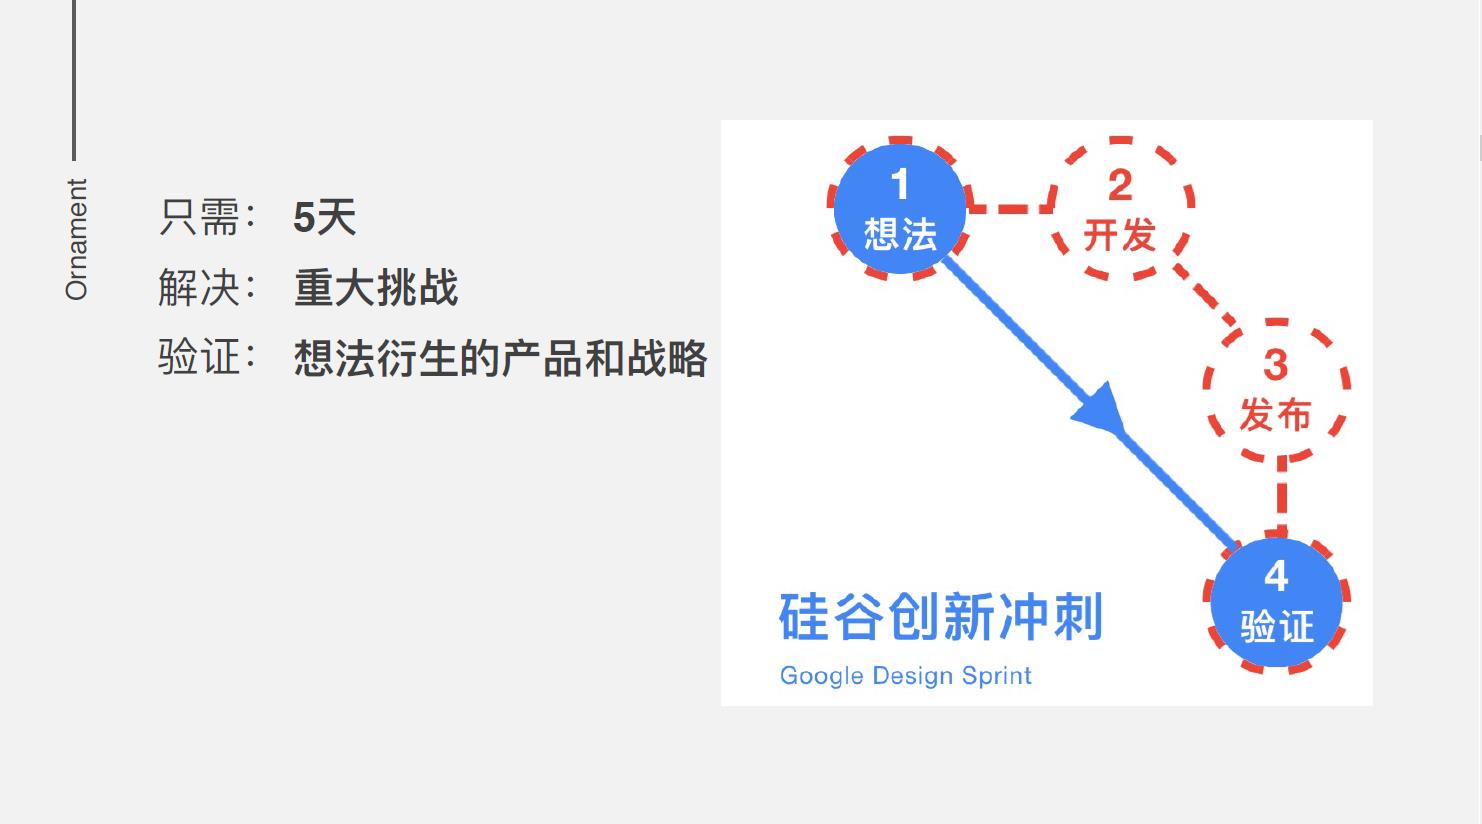 Ornament
只需： 5天
解决： 重大挑战
验证： 想法衍生的产品和战略
1
想法
2
开发
3
发布
4
验证
硅谷创新冲刺
Google Design Sprint